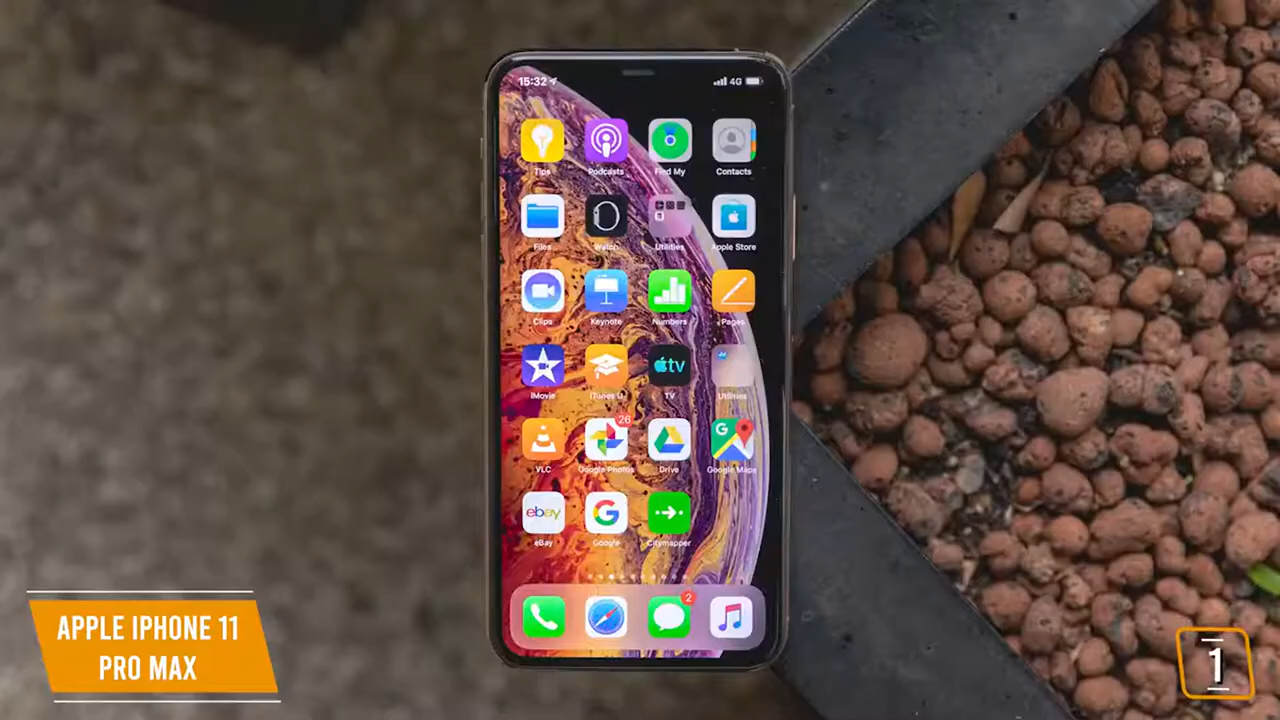 15:32
4G
Tips
Podcasts
Find My
Contacts
Files
Watch
Utilities
Apple Store
Clips
Keynote
Numbers
Pages
iMovie
iTunes U
tv
TV
Utilities
26
G
VLC
Google Photos
Drive
Google Maps
ebay
G
eBay
Google
Citymapper
2
APPLE IPHONE 11
PRO MAX
1